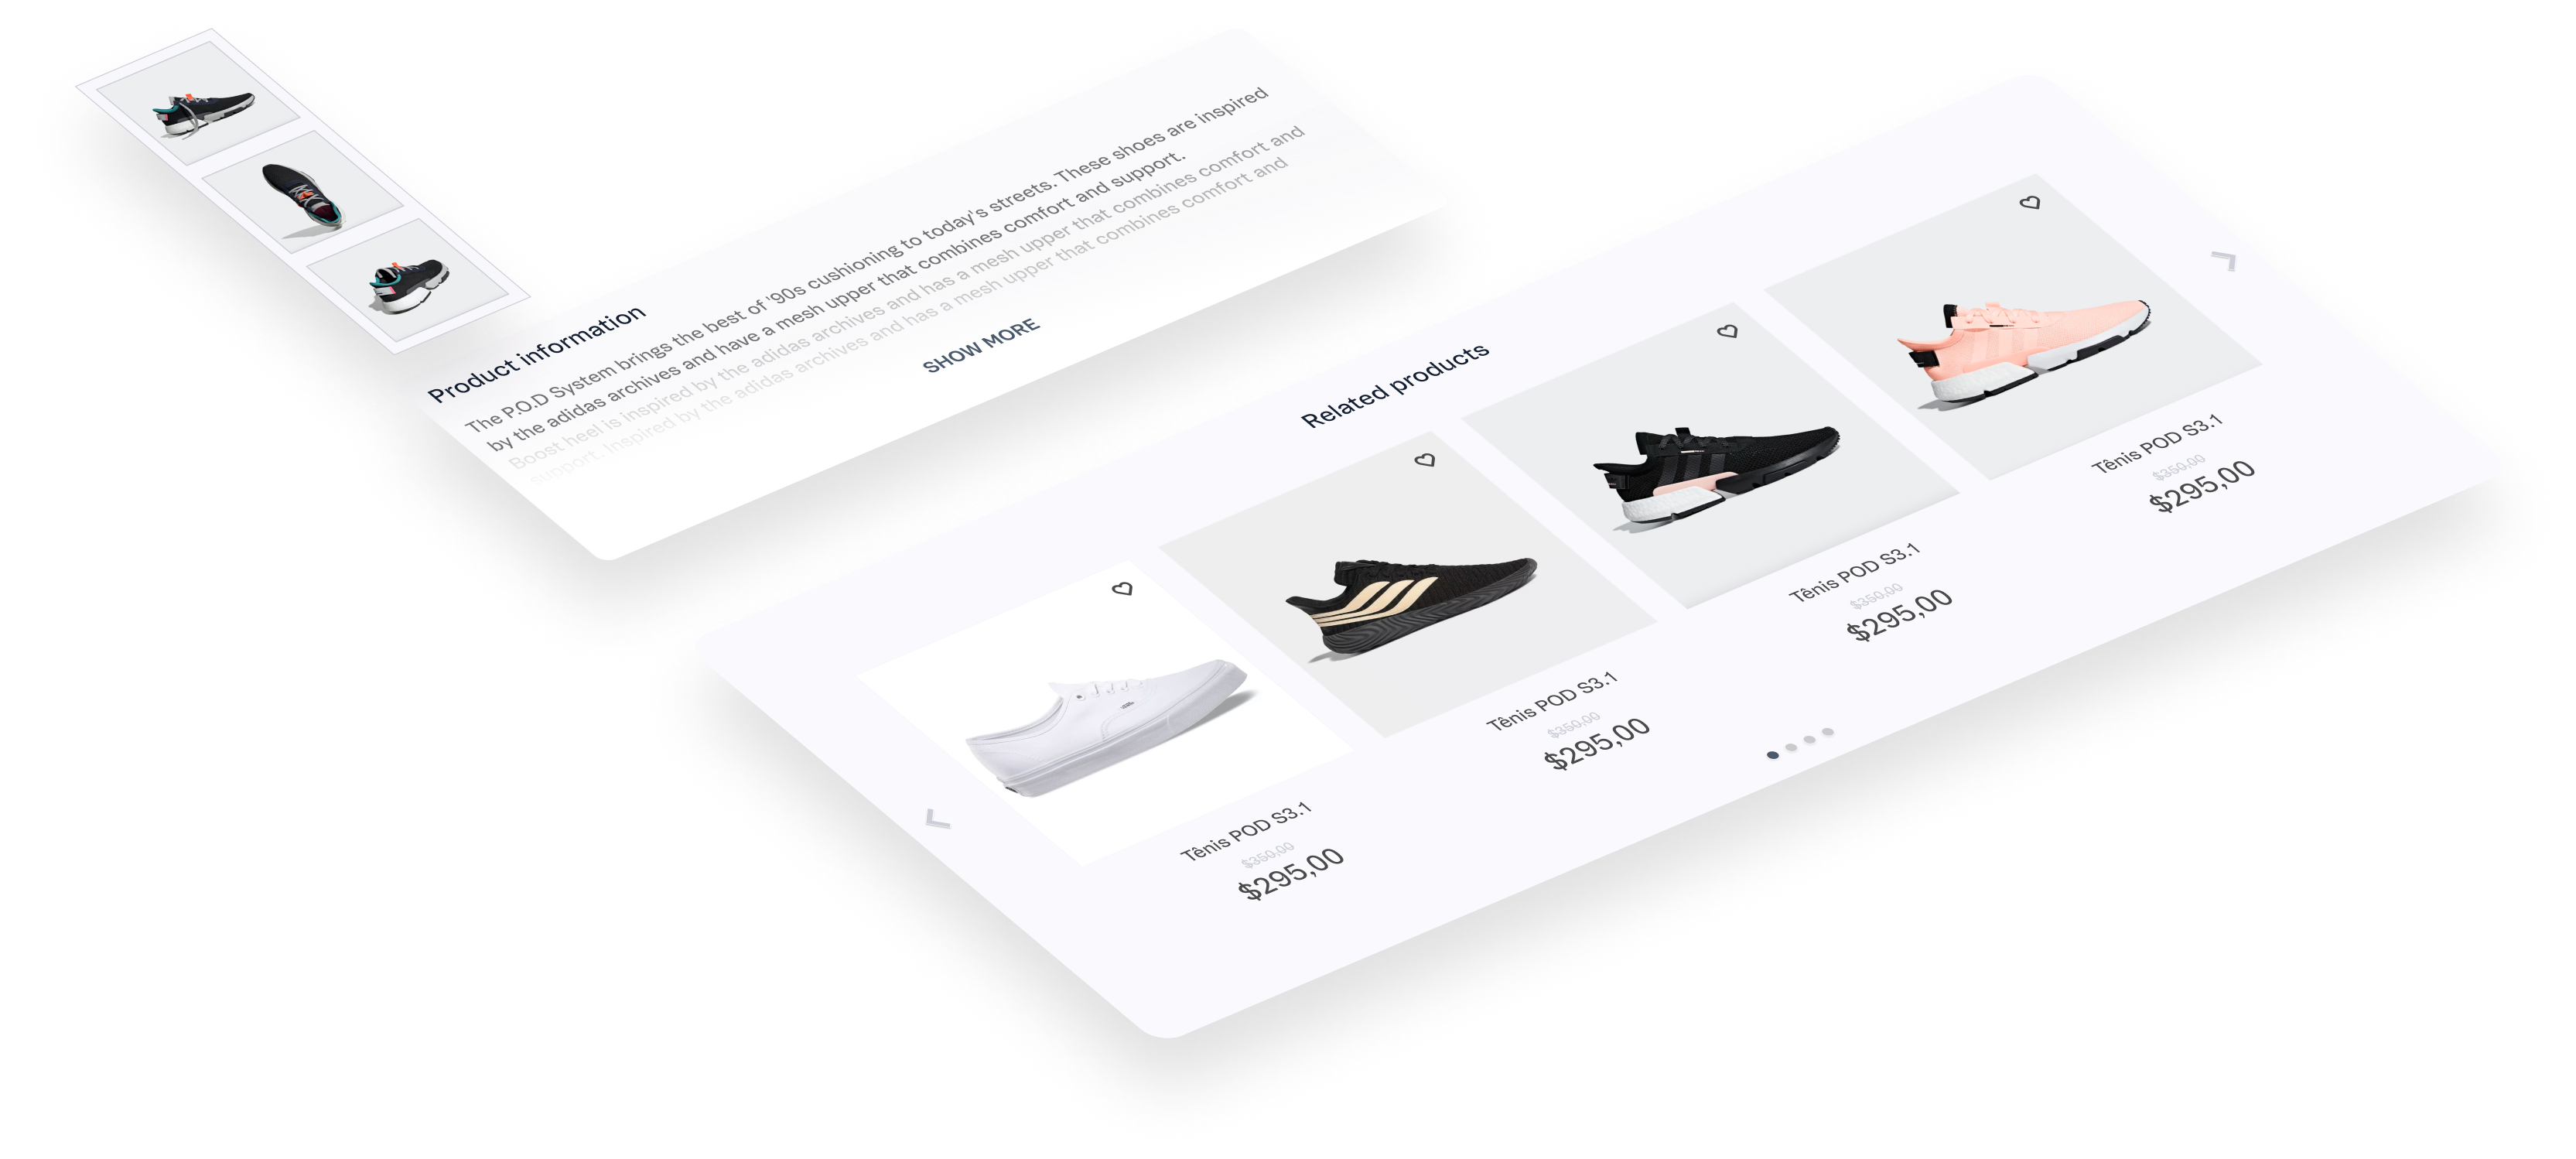 Product information
The P.O.D System brings the best of '90s cushioning to today's streets. These shoes are inspired
by the adidas archives and have a mesh upper that combines comfort and support.
Boost heel is inspired by the adidas archives and has a mesh upper that combines comfort and
support. Inspired by the adidas archives and has a mesh upper that combines comfort and
SHOW MORE
Related products
Tênis POD S3.1
$350,00
$295,00
Tênis POD S3.1
$350,00
$295,00
Tênis POD S3.1
$350,00
$295,00
Tênis POD S3.1
$350,00
$295,00